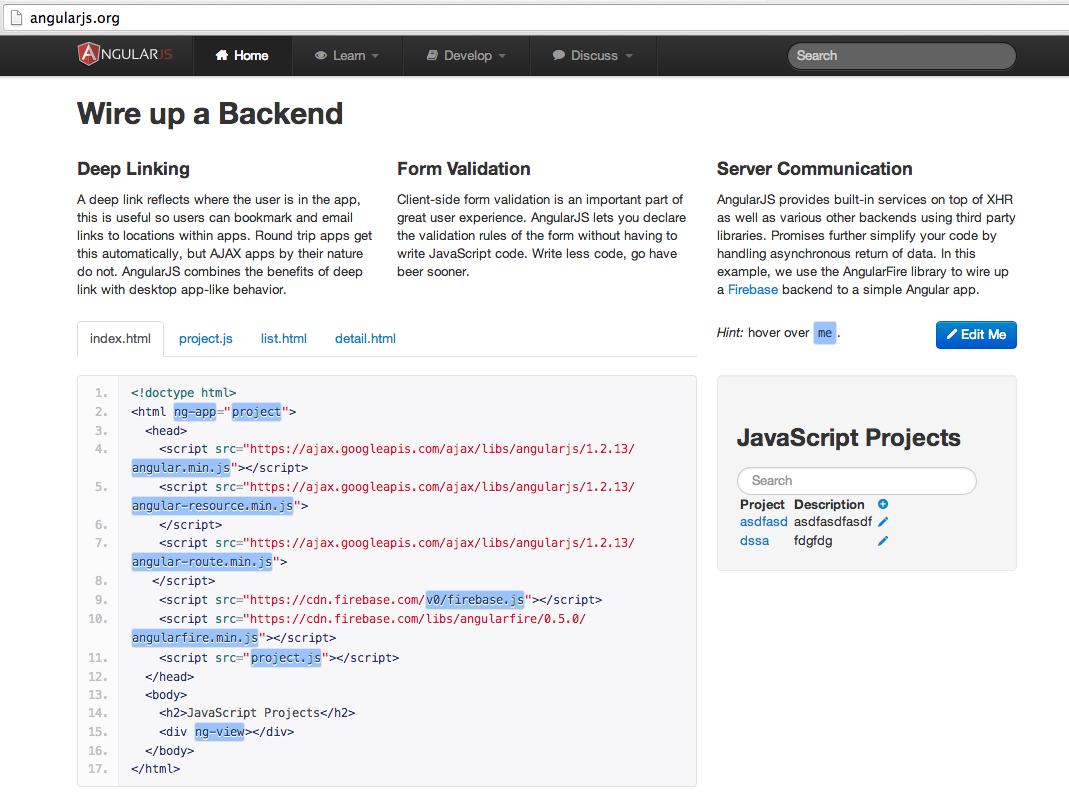 angularjs.org
ANGULARJS Home Learn Develop Discuss Search
Wire up a Backend
Deep Linking
A deep link reflects where the user is in the app,
this is useful so users can bookmark and email
links to locations within apps. Round trip apps get
this automatically, but AJAX apps by their nature
do not. AngularJS combines the benefits of deep
link with desktop app-like behavior.
Form Validation
Client-side form validation is an important part of
great user experience. AngularJS lets you declare
the validation rules of the form without having to
write JavaScript code. Write less code, go have
beer sooner.
Server Communication
AngularJS provides built-in services on top of XHR
as well as various other backends using third party
libraries. Promises further simplify your code by
handling asynchronous return of data. In this
example, we use the AngularFire library to wire up
a Firebase backend to a simple Angular app.
index.html project.js list.html detail.html
Hint: hover over me .
Edit Me
1. <!doctype html>
2. <html ng-app="project">
3. <head>
4. <script src="https://ajax.googleapis.com/ajax/libs/angularjs/1.2.13/
angular.min.js"></script>
5. <script src="https://ajax.googleapis.com/ajax/libs/angularjs/1.2.13/
angular-resource.min.js">
6. </script>
7. <script src="https://ajax.googleapis.com/ajax/libs/angularjs/1.2.13/
angular-route.min.js">
8. </script>
9. <script src="https://cdn.firebase.com/v0/firebase.js"></script>
10. <script src="https://cdn.firebase.com/libs/angularfire/0.5.0/
angularfire.min.js"></script>
11. <script src="project.js"></script>
12. </head>
13. <body>
14. <h2>JavaScript Projects</h2>
15. <div ng-view></div>
16. </body>
17. </html>
JavaScript Projects
Search
Project Description
asdfasd asdfasdfasdf
dssa fdgfdg